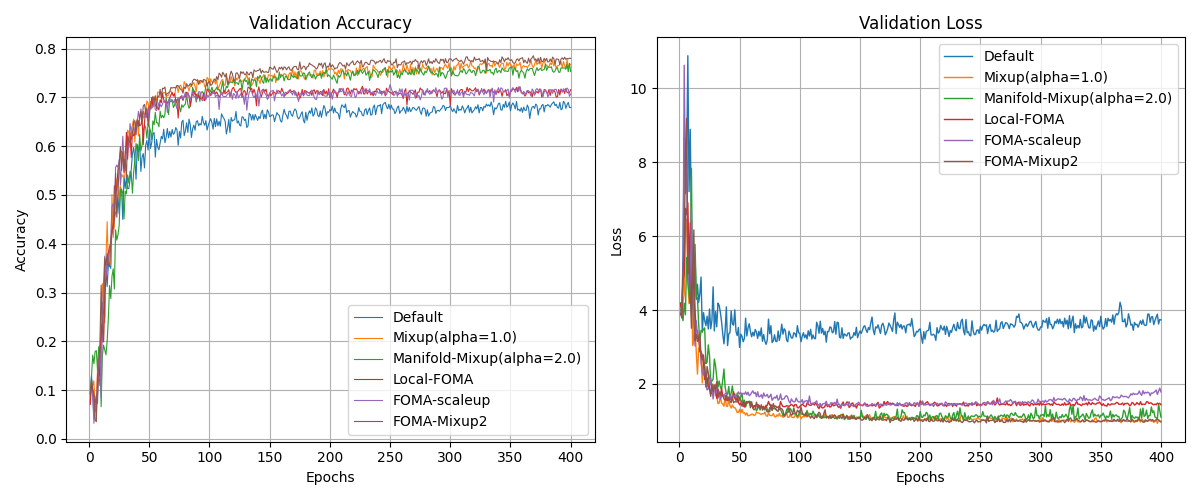 Validation Accuracy
0.8
0.7
0.6
0.5
0.4
0.3
0.2
0.1
0.0
Accuracy
Default
Mixup(alpha=1.0)
Manifold-Mixup(alpha=2.0)
Local-FOMA
FOMA-scaleup
FOMA-Mixup2
0 50 100 150 200 250 300 350 400
Epochs
Validation Loss
10
8
6
4
2
Loss
Default
Mixup(alpha=1.0)
Manifold-Mixup(alpha=2.0)
Local-FOMA
FOMA-scaleup
FOMA-Mixup2
0 50 100 150 200 250 300 350 400
Epochs